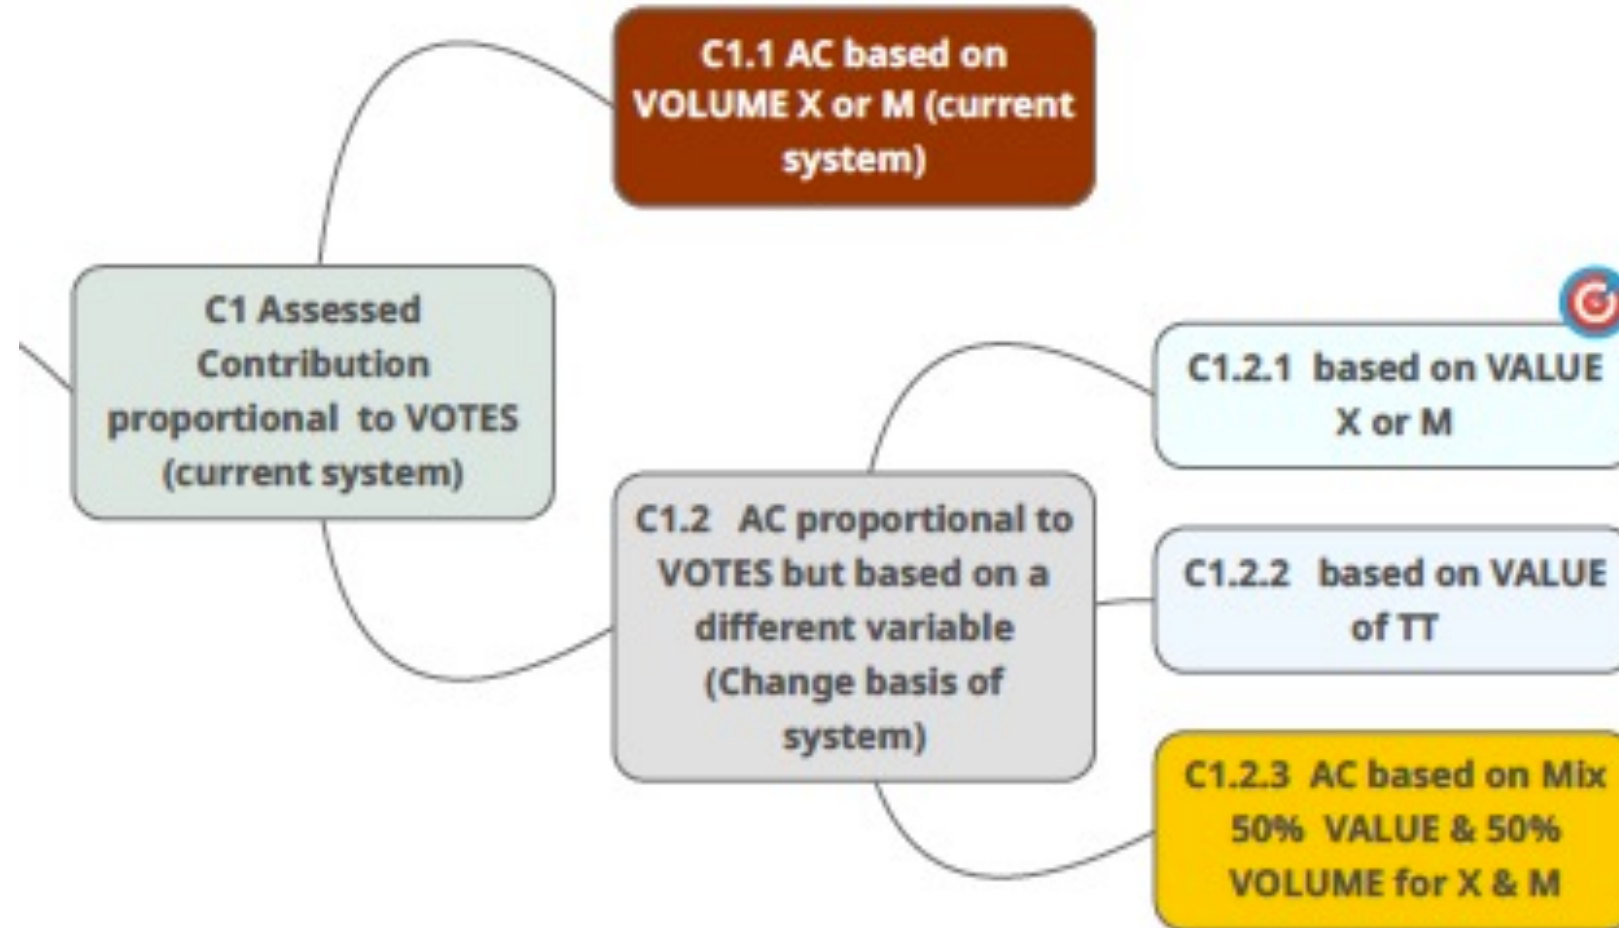 C1.1 AC based on
VOLUME X or M (current
system)
C1 Assessed
Contribution
proportional to VOTES
(current system)
C1.2 AC proportional to
VOTES but based on a
different variable
(Change basis of
system)
C1.2.1 based on VALUE
X or M
C1.2.2 based on VALUE
of TT
C1.2.3 AC based on Mix
50% VALUE & 50%
VOLUME for X & M